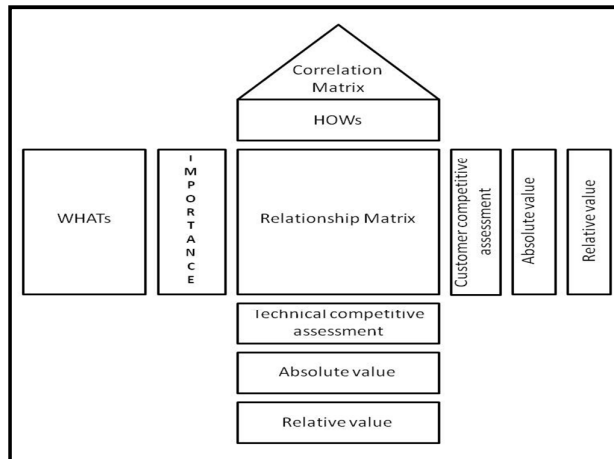 Correlation
Matrix
HOWs
WHATs
IMPORTANCE
Relationship Matrix
Customer competitive
assessment
Absolute value
Relative value
Technical competitive
assessment
Absolute value
Relative value